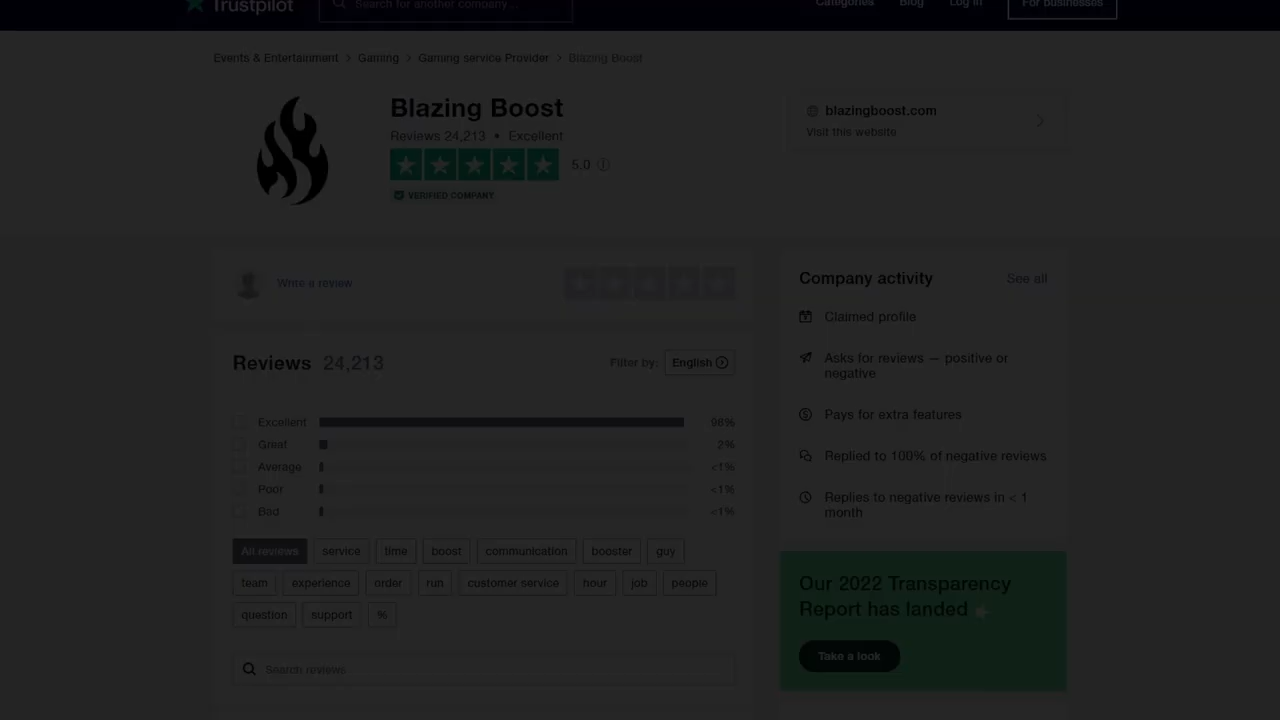 Trustpilot
Search for another company...
Categories
Blog
Log in
For businesses
Events & Entertainment
Gaming
Gaming service Provider
Blazing Boost
Blazing Boost
Reviews 24,213 • Excellent
5,0
VERIFIED COMPANY
blazingboost.com
Visit this website
Write a review
Reviews 24,213
Filter by: English
Excellent 98%
Great 2%
Average <1%
Poor <1%
Bad <1%
All reviews service time boost communication booster guy
team experience order run customer service hour job people
question support %
Search reviews
Company activity See all
Claimed profile
Asks for reviews — positive or
negative
Pays for extra features
Replied to 100% of negative reviews
Replies to negative reviews in < 1
month
Our 2022 Transparency
Report has landed
Take a look